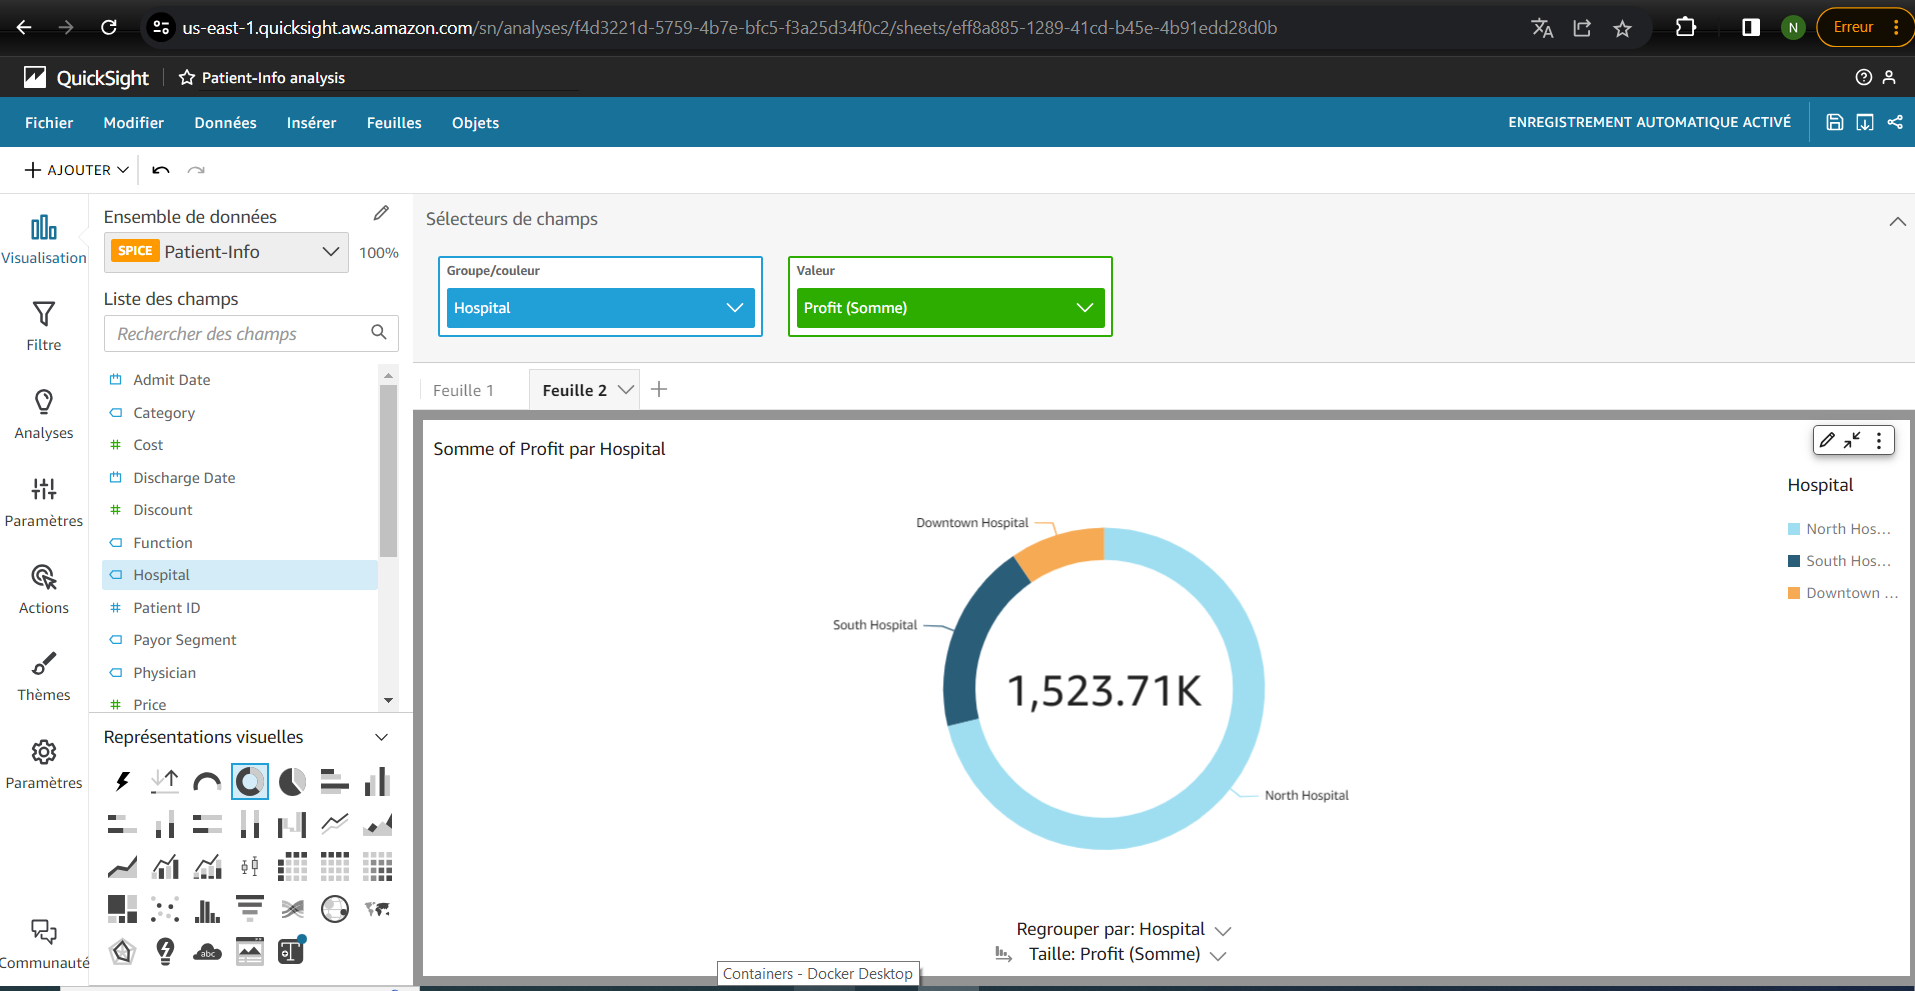 us-east-1.quicksight.aws.amazon.com/sn/analyses/f4d3221d-5759-4b7e-bfc5-f3a25d34f0c2/sheets/eff8a885-1289-41cd-b45e-4b91edd28d0b
N
Erreur
QuickSight
Patient-Info analysis
Fichier
Modifier
Données
Insérer
Feuilles
Objets
ENREGISTREMENT AUTOMATIQUE ACTIVÉ
AJOUTER
Visualisation
Filtre
Analyses
Paramètres
Actions
Thèmes
Paramètres
Communauté
Ensemble de données
SPICE Patient-Info
100%
Liste des champs
Rechercher des champs
Admit Date
Category
Cost
Discharge Date
Discount
Function
Hospital
Patient ID
Payor Segment
Physician
Price
Représentations visuelles
abc
Sélecteurs de champs
Groupe/couleur
Hospital
Valeur
Profit (Somme)
Feuille 1
Feuille 2
Somme of Profit par Hospital
Downtown Hospital
South Hospital
1,523.71K
North Hospital
Hospital
North Hos...
South Hos...
Downtown ...
Regrouper par: Hospital
Taille: Profit (Somme)
Containers - Docker Desktop